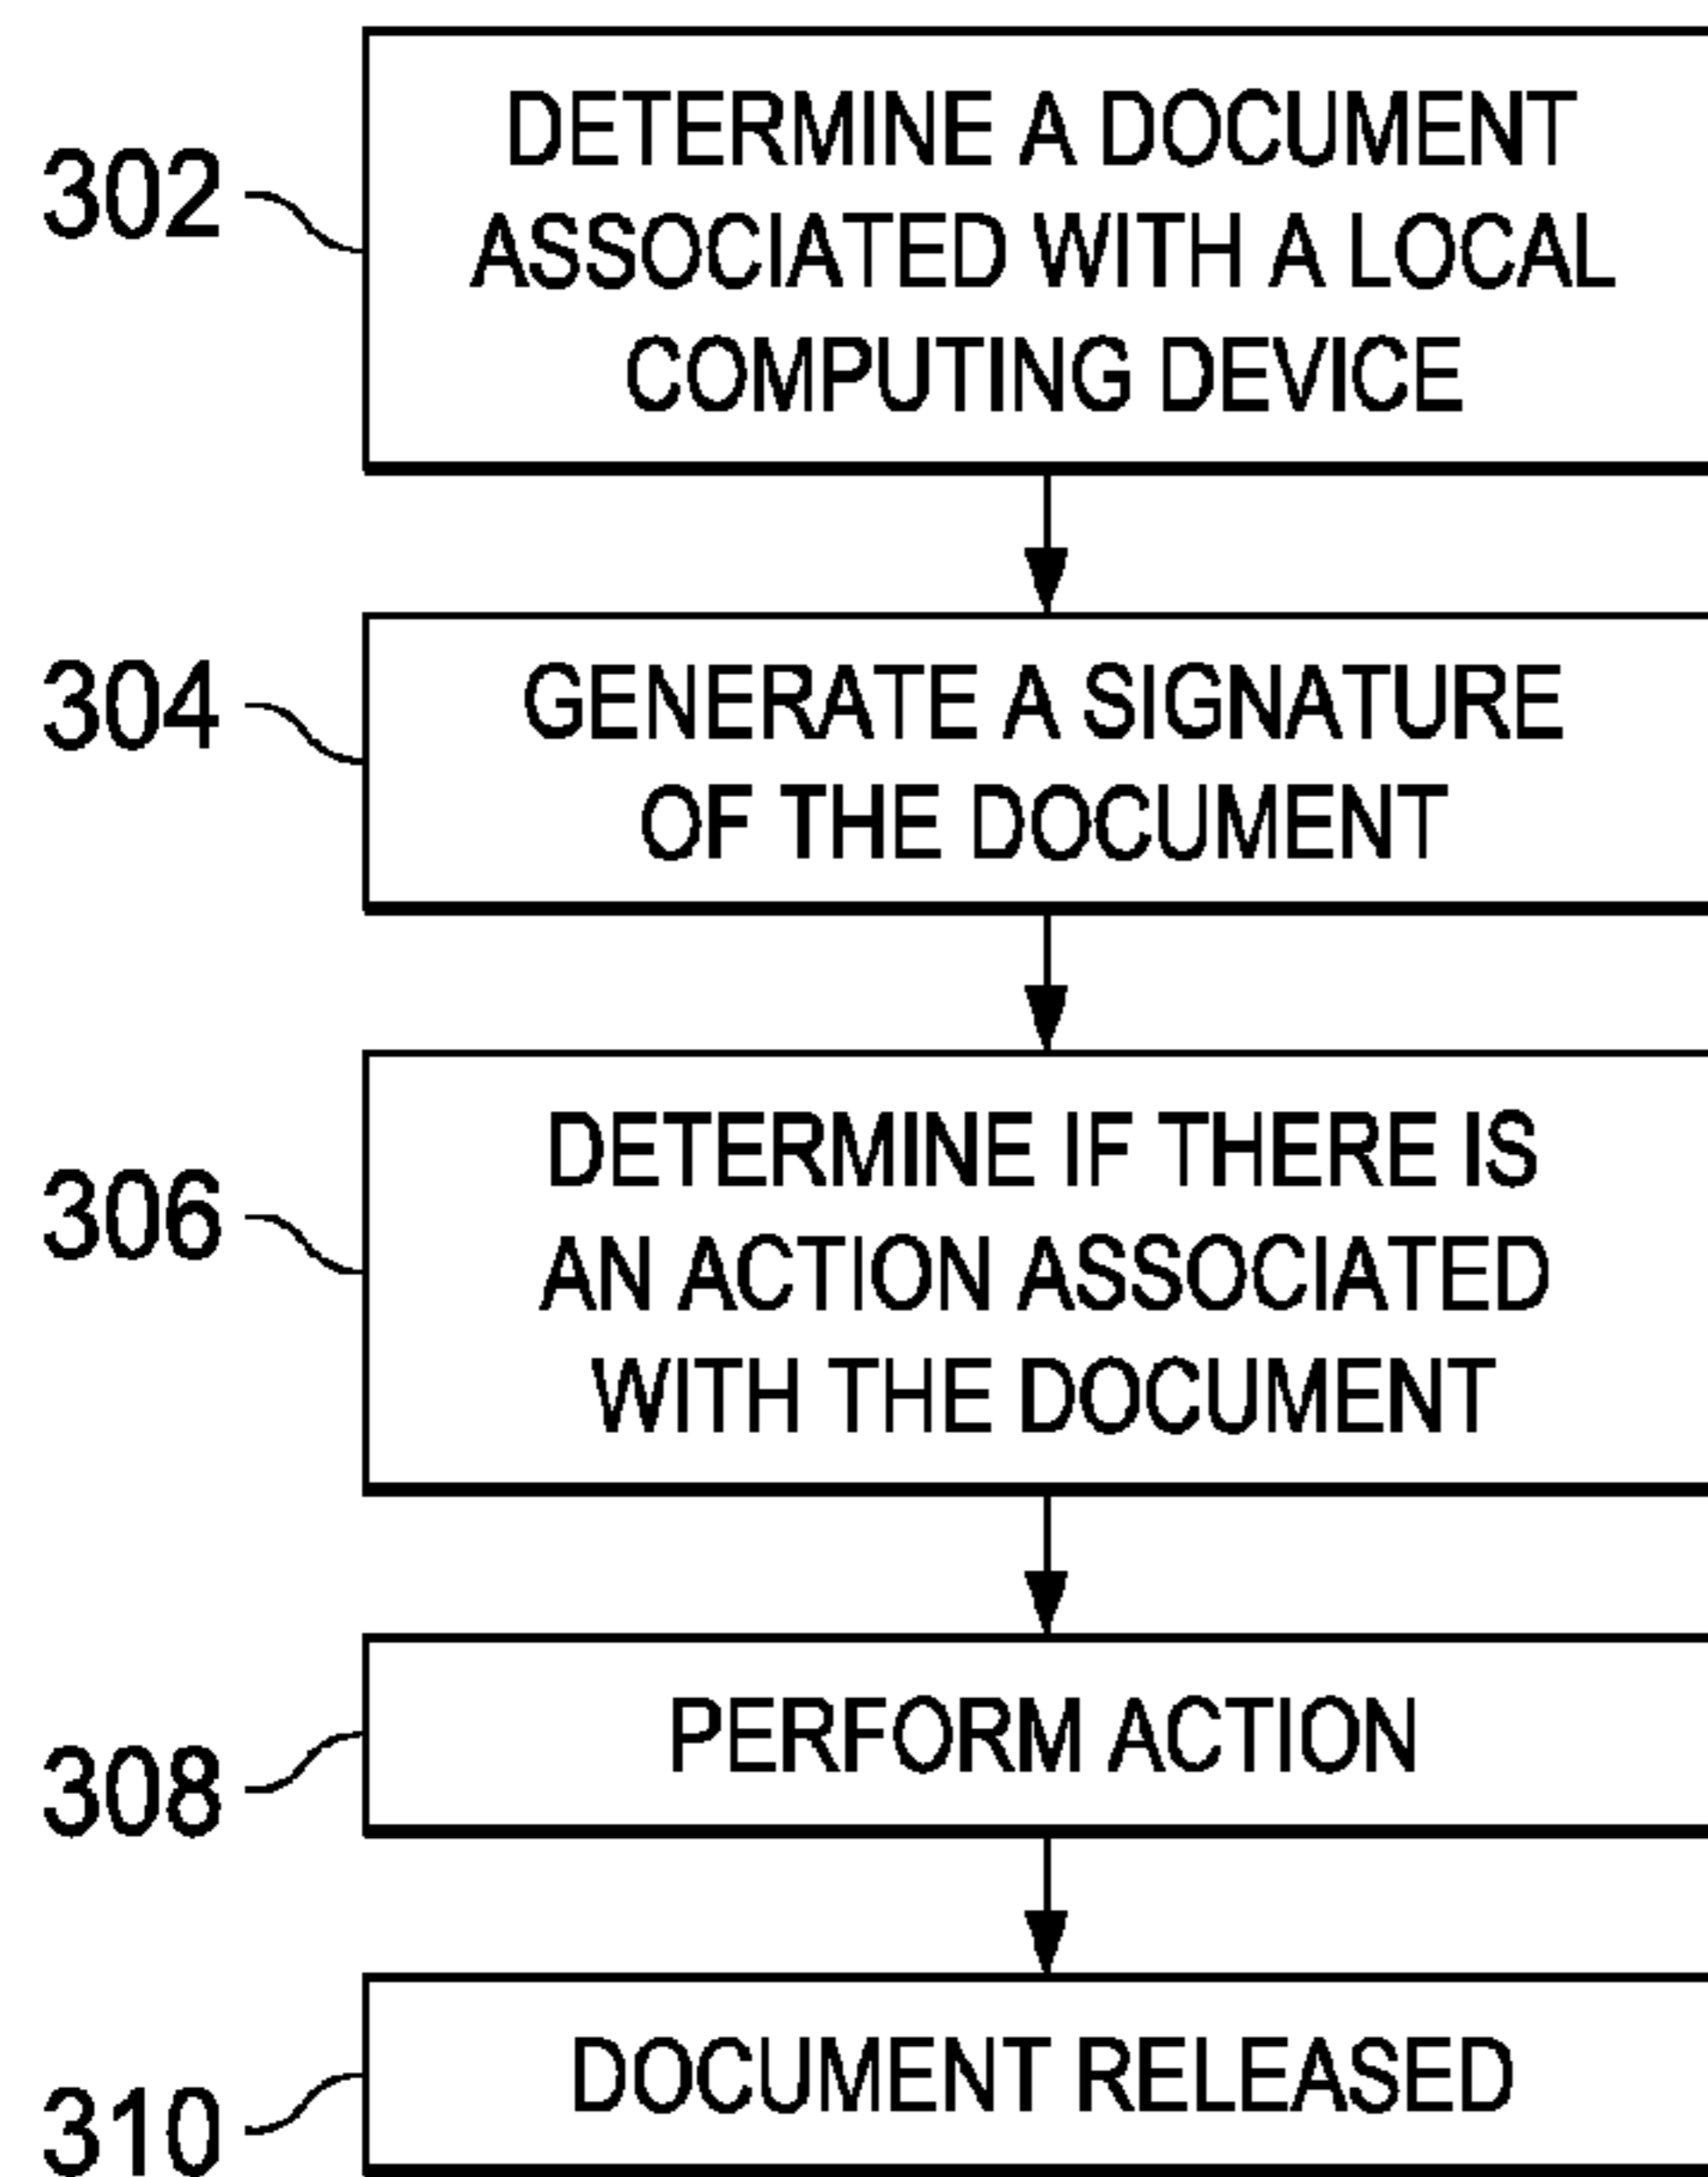 302
DETERMINE A DOCUMENT
ASSOCIATED WITH A LOCAL
COMPUTING DEVICE
304
GENERATE A SIGNATURE
OF THE DOCUMENT
306
DETERMINE IF THERE IS
AN ACTION ASSOCIATED
WITH THE DOCUMENT
308
PERFORM ACTION
310
DOCUMENT RELEASED